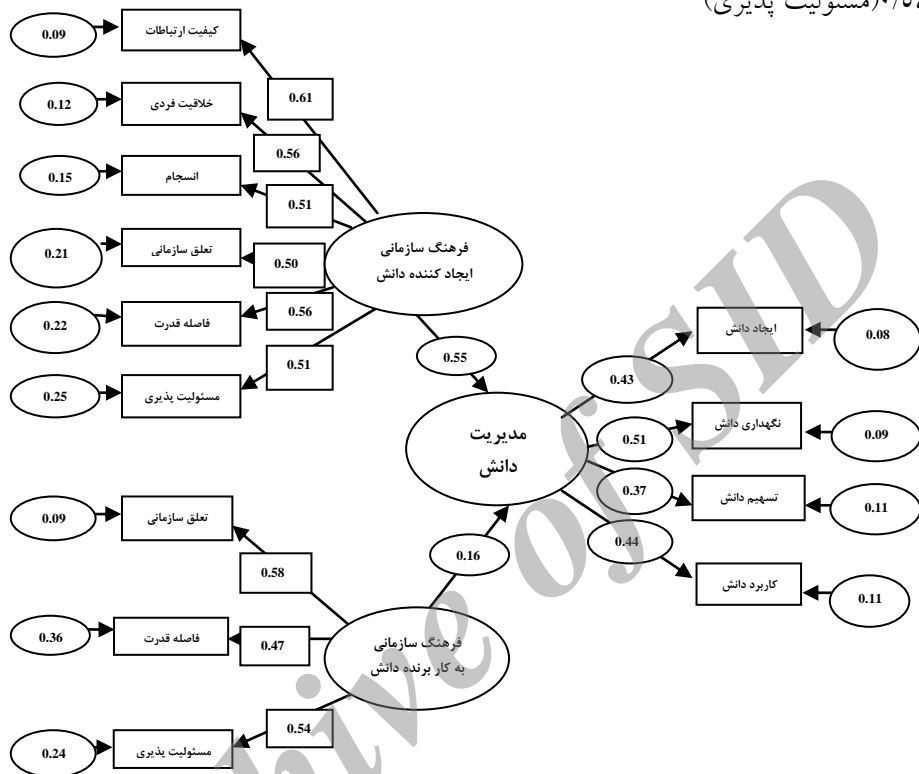 (مسئولیت پذیری)
0.09
کیفیت ارتباطات
0.61
0.12
خلاقیت فردی
0.56
0.15
انسجام
0.51
0.21
تعلق سازمانی
0.50
0.22
فاصله قدرت
0.56
0.25
مسئولیت پذیری
0.51
فرهنگ سازمانی
ایجاد کننده دانش
0.55
مدیریت
دانش
0.43
ایجاد دانش
0.08
0.51
نگهداری دانش
0.09
0.37
تسهیم دانش
0.11
0.44
کاربرد دانش
0.11
0.16
0.09
تعلق سازمانی
0.58
0.36
فاصله قدرت
0.47
فرهنگ سازمانی
به کار برنده دانش
0.24
مسئولیت پذیری
0.54
hive of SID